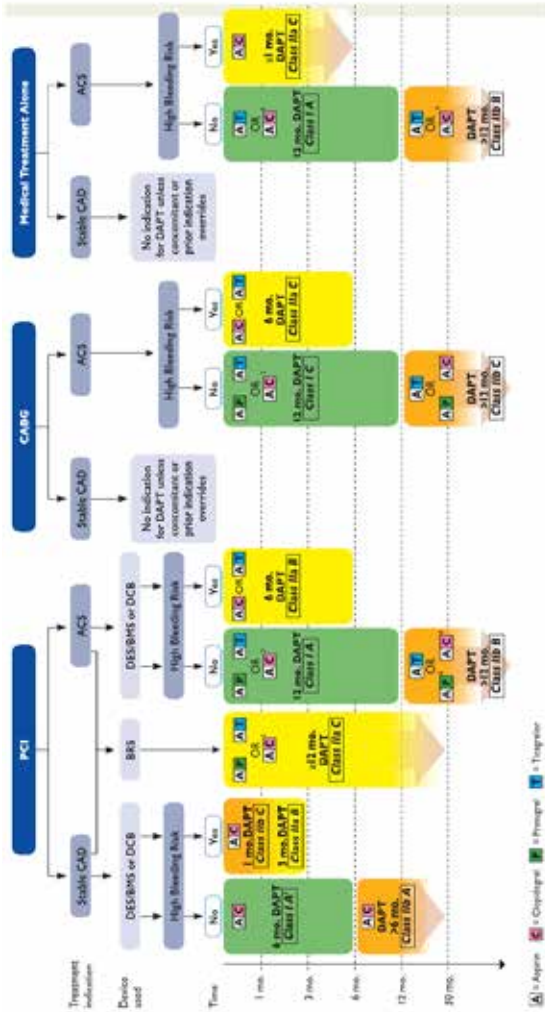 PCI
CABG
Medical Treatment Alone
Treatment
indication
Stable CAD
ACS
Stable CAD
ACS
Stable CAD
ACS
Device
used
DES/BMS or DCB
BRS
DES/BMS or DCB
No indication
for DAPT unless
concomitant or
prior indication
overrides
No indication
for DAPT unless
concomitant or
prior indication
overrides
High Bleeding Risk
High Bleeding Risk
High Bleeding Risk
High Bleeding Risk
Time
No
Yes
No
Yes
No
Yes
No
Yes
1 mo.
3 mo.
6 mo.
12 mo.
30 mo.
A C
6 mo. DAPT
Class I A
A C
DAPT
>6 mo.
Class IIb A
A C
1 mo. DAPT
Class IIb C
3 mo. DAPT
Class IIa B
A P A T
OR
A C
≥12 mo.
DAPT
Class IIa C
A P A T
OR
A C
12 mo. DAPT
Class I A
A T
OR
A P A C
DAPT
>12 mo.
Class IIb B
A C OR A T
6 mo.
DAPT
Class IIa B
A P A T
OR
A C
12 mo. DAPT
Class I C
A T
OR
A P A C
DAPT
>12 mo.
Class IIb C
A C OR A T
6 mo.
DAPT
Class IIa C
A T
OR
A C
12 mo. DAPT
Class I A
A T
OR
A C
DAPT
>12 mo.
Class IIb B
A C
≥1 mo.
DAPT
Class IIa C
A = Aspirin C = Clopidogrel P = Prasugrel T = Ticagrelor